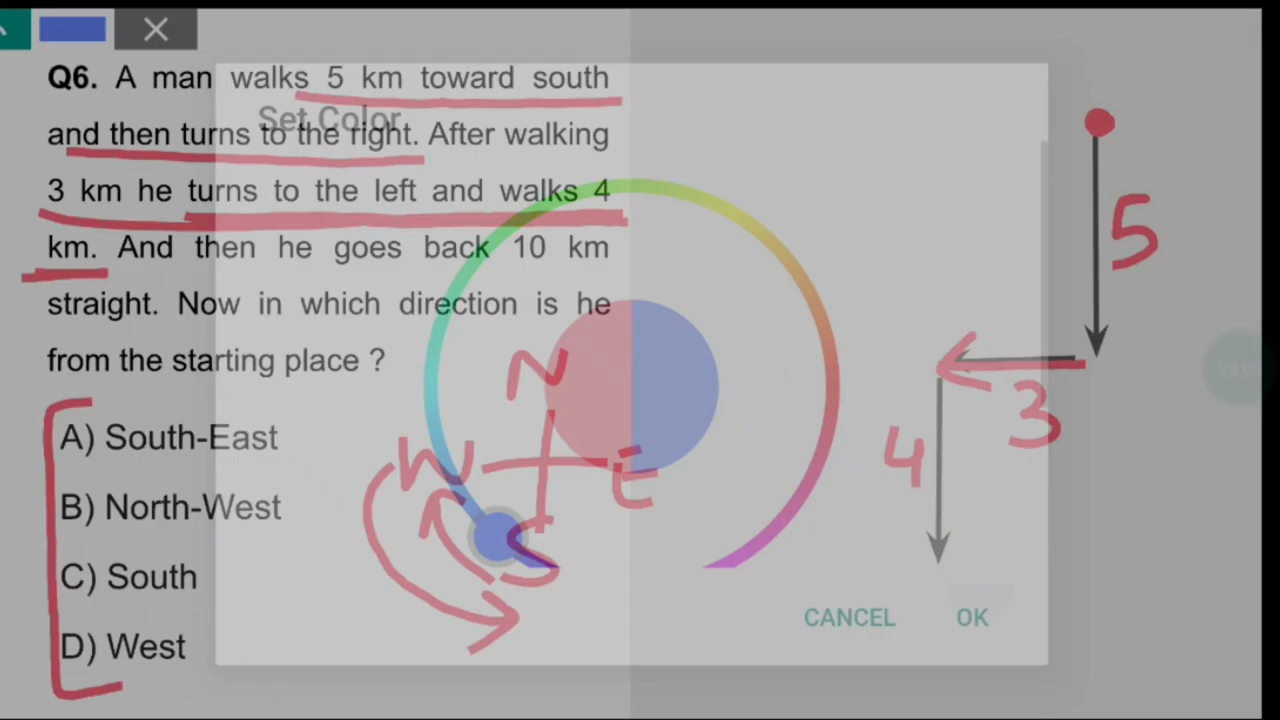 Q6. A man walks 5 km toward south
and then turns to the right. After walking
3 km he turns to the left and walks 4
km. And then he goes back 10 km
straight. Now in which direction is he
from the starting place ?
A) South-East
B) North-West
C) South
D) West
Set Color
N
W E
S
5
3
4
CANCEL OK